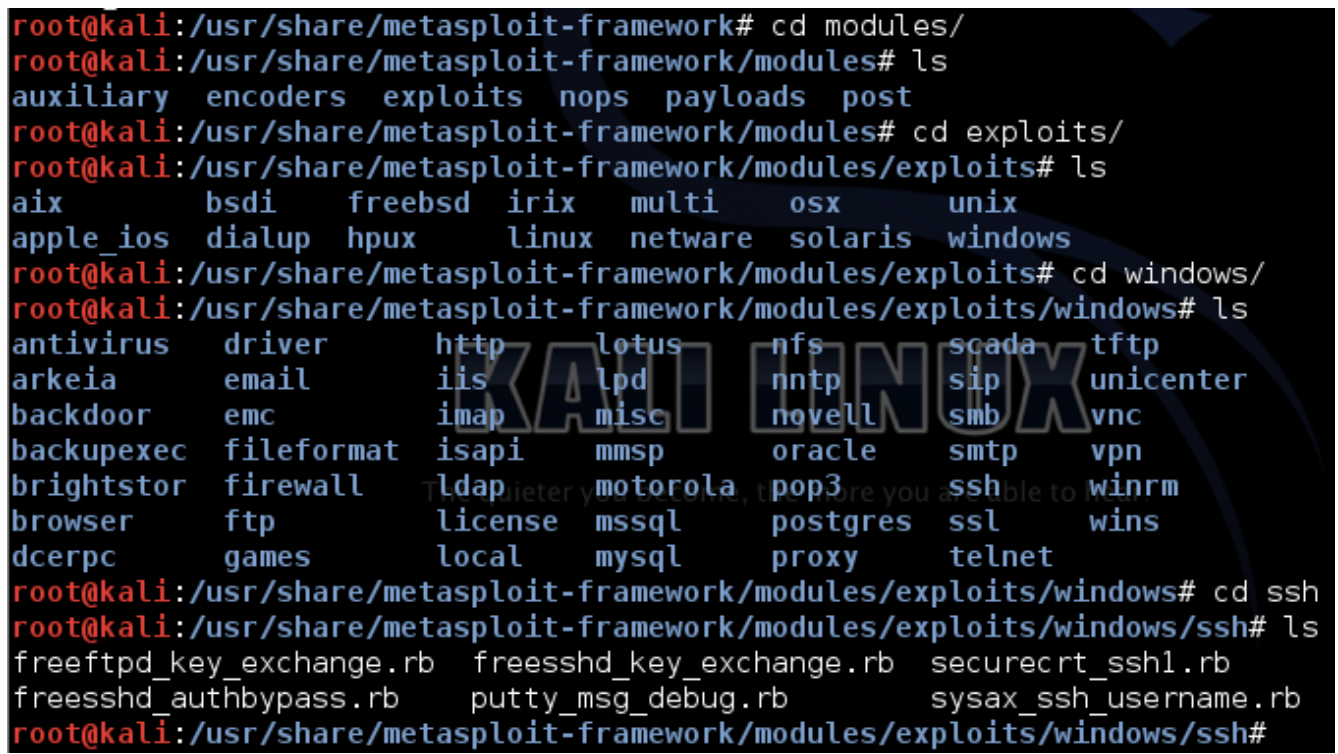 root@kali:/usr/share/metasploit-framework# cd modules/
root@kali:/usr/share/metasploit-framework/modules# ls
auxiliary encoders exploits nops payloads post
root@kali:/usr/share/metasploit-framework/modules# cd exploits/
root@kali:/usr/share/metasploit-framework/modules/exploits# ls
aix bsdi freebsd irix multi osx unix
apple_ios dialup hpux linux netware solaris windows
root@kali:/usr/share/metasploit-framework/modules/exploits# cd windows/
root@kali:/usr/share/metasploit-framework/modules/exploits/windows# ls
antivirus driver http lotus nfs scada tftp
arkeia email iis lpd nntp sip unicenter
backdoor emc imap misc novell smb vnc
backupexec fileformat isapi mmsp oracle smtp vpn
brightstor firewall ldap motorola pop3 ssh winrm
browser ftp license mssql postgres ssl wins
dcerpc games local mysql proxy telnet
root@kali:/usr/share/metasploit-framework/modules/exploits/windows# cd ssh
root@kali:/usr/share/metasploit-framework/modules/exploits/windows/ssh# ls
freeftpd_key_exchange.rb freesshd_key_exchange.rb securecrt_ssh1.rb
freesshd_authbypass.rb putty_msg_debug.rb sysax_ssh_username.rb
root@kali:/usr/share/metasploit-framework/modules/exploits/windows/ssh#
KALI LINUX
The quieter you become, the more you are able to hear